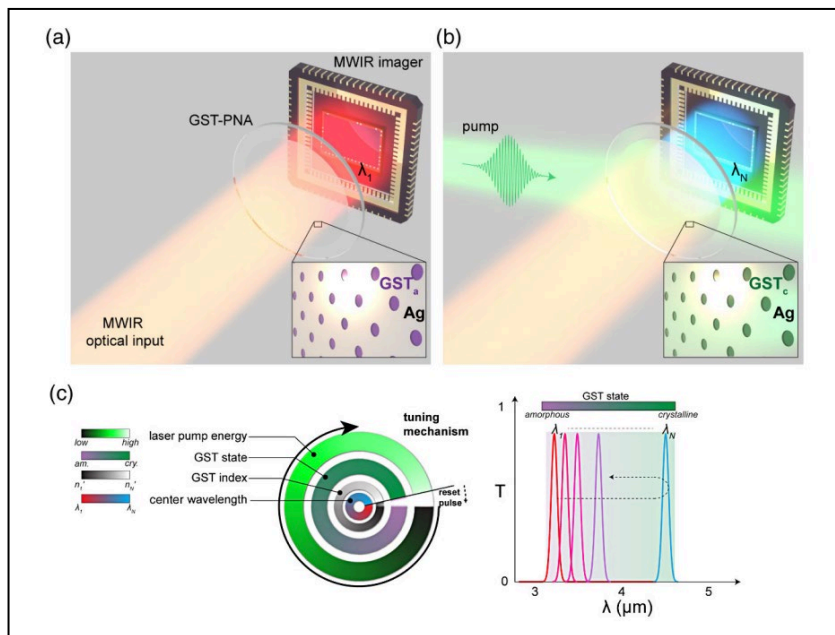 (a)
MWIR imager
GST-PNA
λ1
GSTa
Ag
MWIR
optical input
(b)
pump
λN
GSTc
Ag
(c)
low high
am. cry.
n1' nN'
λ1 λN
laser pump energy
GST state
GST index
center wavelength
tuning
mechanism
reset
pulse
GST state
amorphous crystalline
λ1 λN
1
T
0
3 4 5
λ (μm)